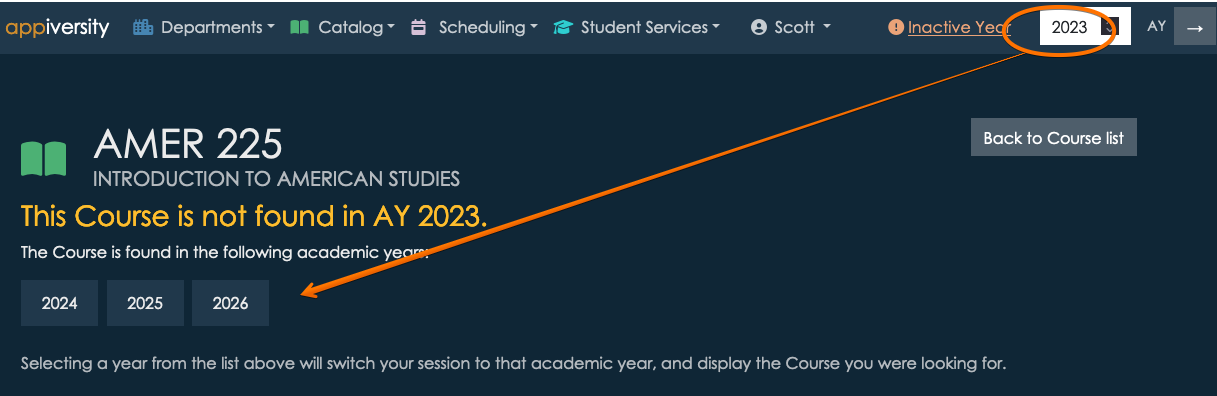 appiversity Departments Catalog Scheduling Student Services Scott Inactive Year 2023 AY →
AMER 225
Back to Course list
INTRODUCTION TO AMERICAN STUDIES
This Course is not found in AY 2023.
The Course is found in the following academic years:
2024 2025 2026
Selecting a year from the list above will switch your session to that academic year, and display the Course you were looking for.